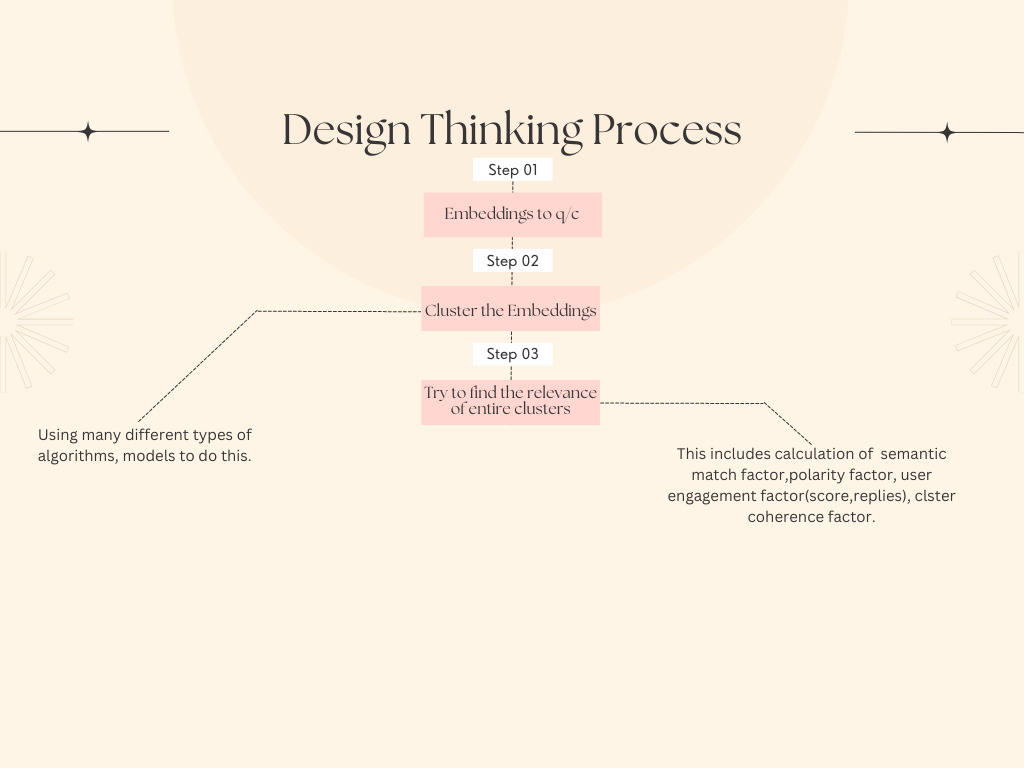 Design Thinking Process
Step 01
Embeddings to q/c
Step 02
Cluster the Embeddings
Step 03
Try to find the relevance
of entire clusters
Using many different types of
algorithms, models to do this.
This includes calculation of  semantic
match factor,polarity factor, user
engagement factor(score,replies), clster
coherence factor.